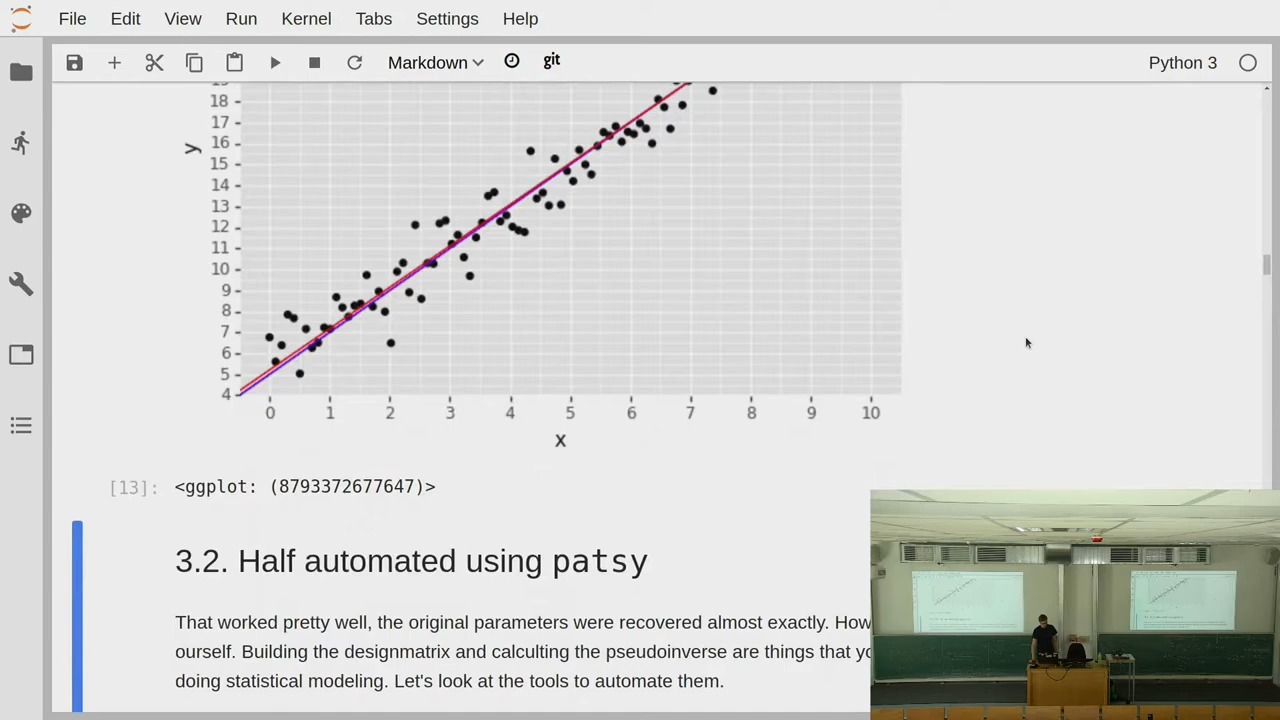 File Edit View Run Kernel Tabs Settings Help
Markdown git Python 3
18
17
16
15
14
13
12
11
10
9
8
7
6
5
4
y
0 1 2 3 4 5 6 7 8 9 10
x
[13]: <ggplot: (8793372677647)>
3.2. Half automated using patsy
That worked pretty well, the original parameters were recovered almost exactly. How
ourself. Building the designmatrix and calculting the pseudoinverse are things that yo
doing statistical modeling. Let's look at the tools to automate them.